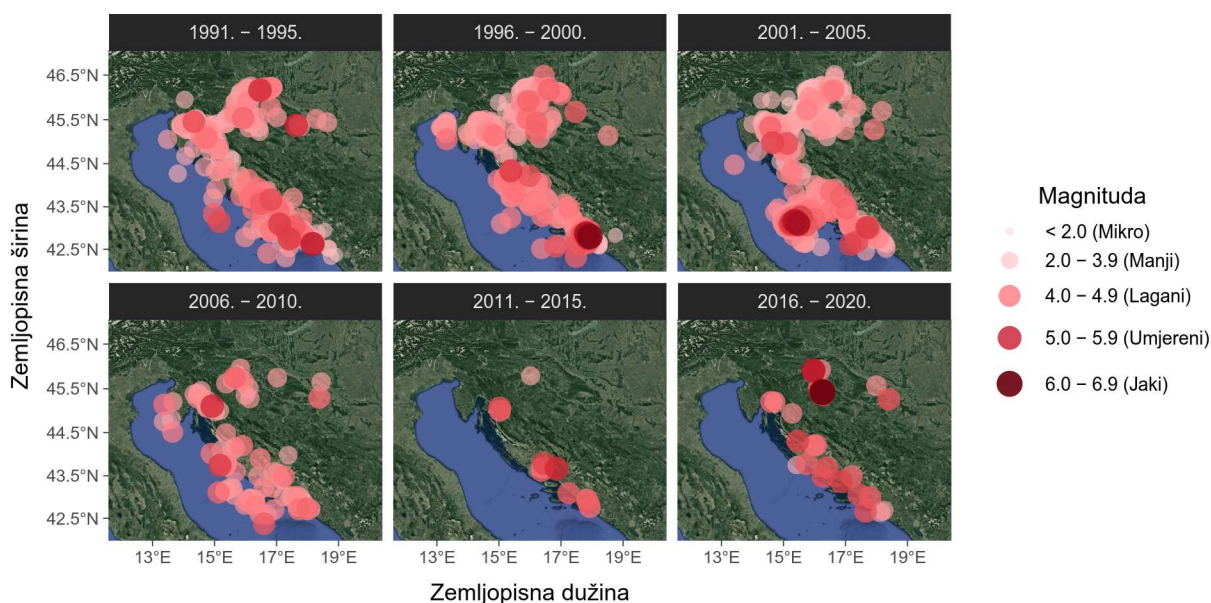 1991. − 1995.
1996. − 2000.
2001. − 2005.
46.5°N
45.5°N
44.5°N
43.5°N
42.5°N
2006. − 2010.
2011. − 2015.
2016. − 2020.
46.5°N
45.5°N
44.5°N
43.5°N
42.5°N
13°E 15°E 17°E 19°E
13°E 15°E 17°E 19°E
13°E 15°E 17°E 19°E
Zemljopisna širina
Zemljopisna dužina
Magnituda
< 2.0 (Mikro)
2.0 − 3.9 (Manji)
4.0 − 4.9 (Lagani)
5.0 − 5.9 (Umjereni)
6.0 − 6.9 (Jaki)